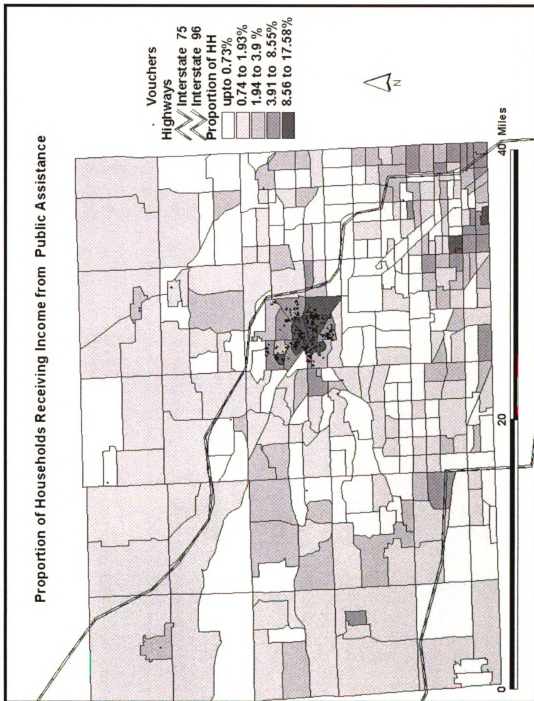 Proportion of Households Receiving Income from Public Assistance
Vouchers
Highways
Interstate 75
Interstate 96
Proportion of HH
upto 0.73%
0.74 to 1.93%
1.94 to 3.9 %
3.91 to 8.55%
8.56 to 17.58%
N
0
20
40 Miles